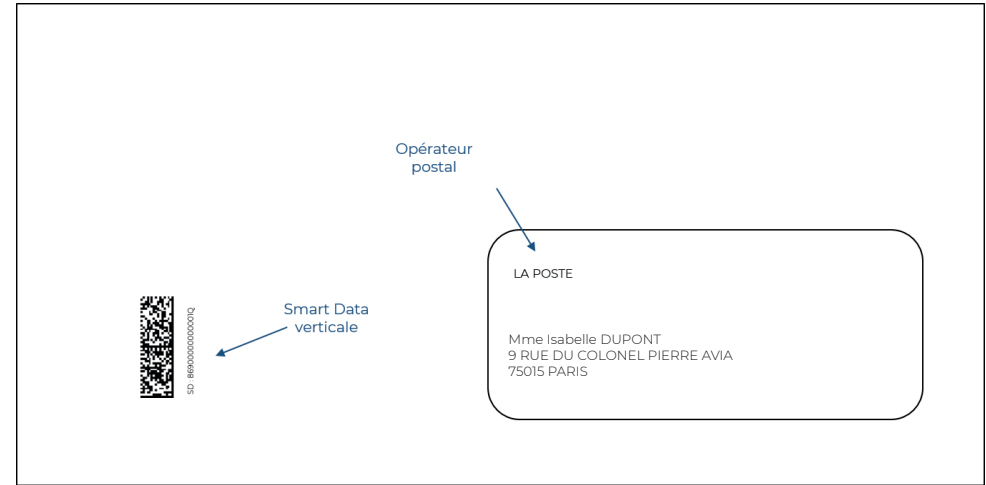 Opérateur
postal
LA POSTE
Smart Data
verticale
Mme Isabelle DUPONT
9 RUE DU COLONEL PIERRE AVIA
75015 PARIS